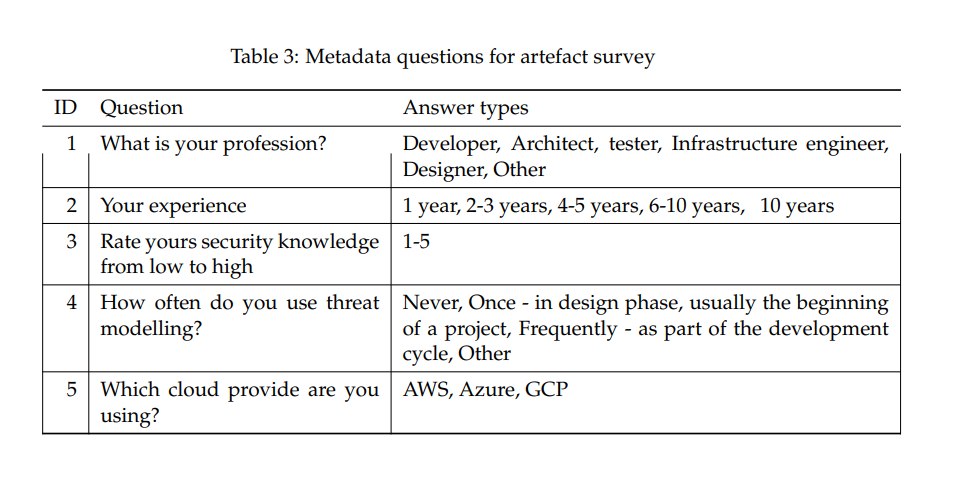 Table 3: Metadata questions for artefact survey
ID Question Answer types
1 What is your profession? Developer, Architect, tester, Infrastructure engineer,
Designer, Other
2 Your experience 1 year, 2-3 years, 4-5 years, 6-10 years, 10 years
3 Rate yours security knowledge 1-5
from low to high
4 How often do you use threat Never, Once - in design phase, usually the beginning
modelling? of a project, Frequently - as part of the development
cycle, Other
5 Which cloud provide are you AWS, Azure, GCP
using?